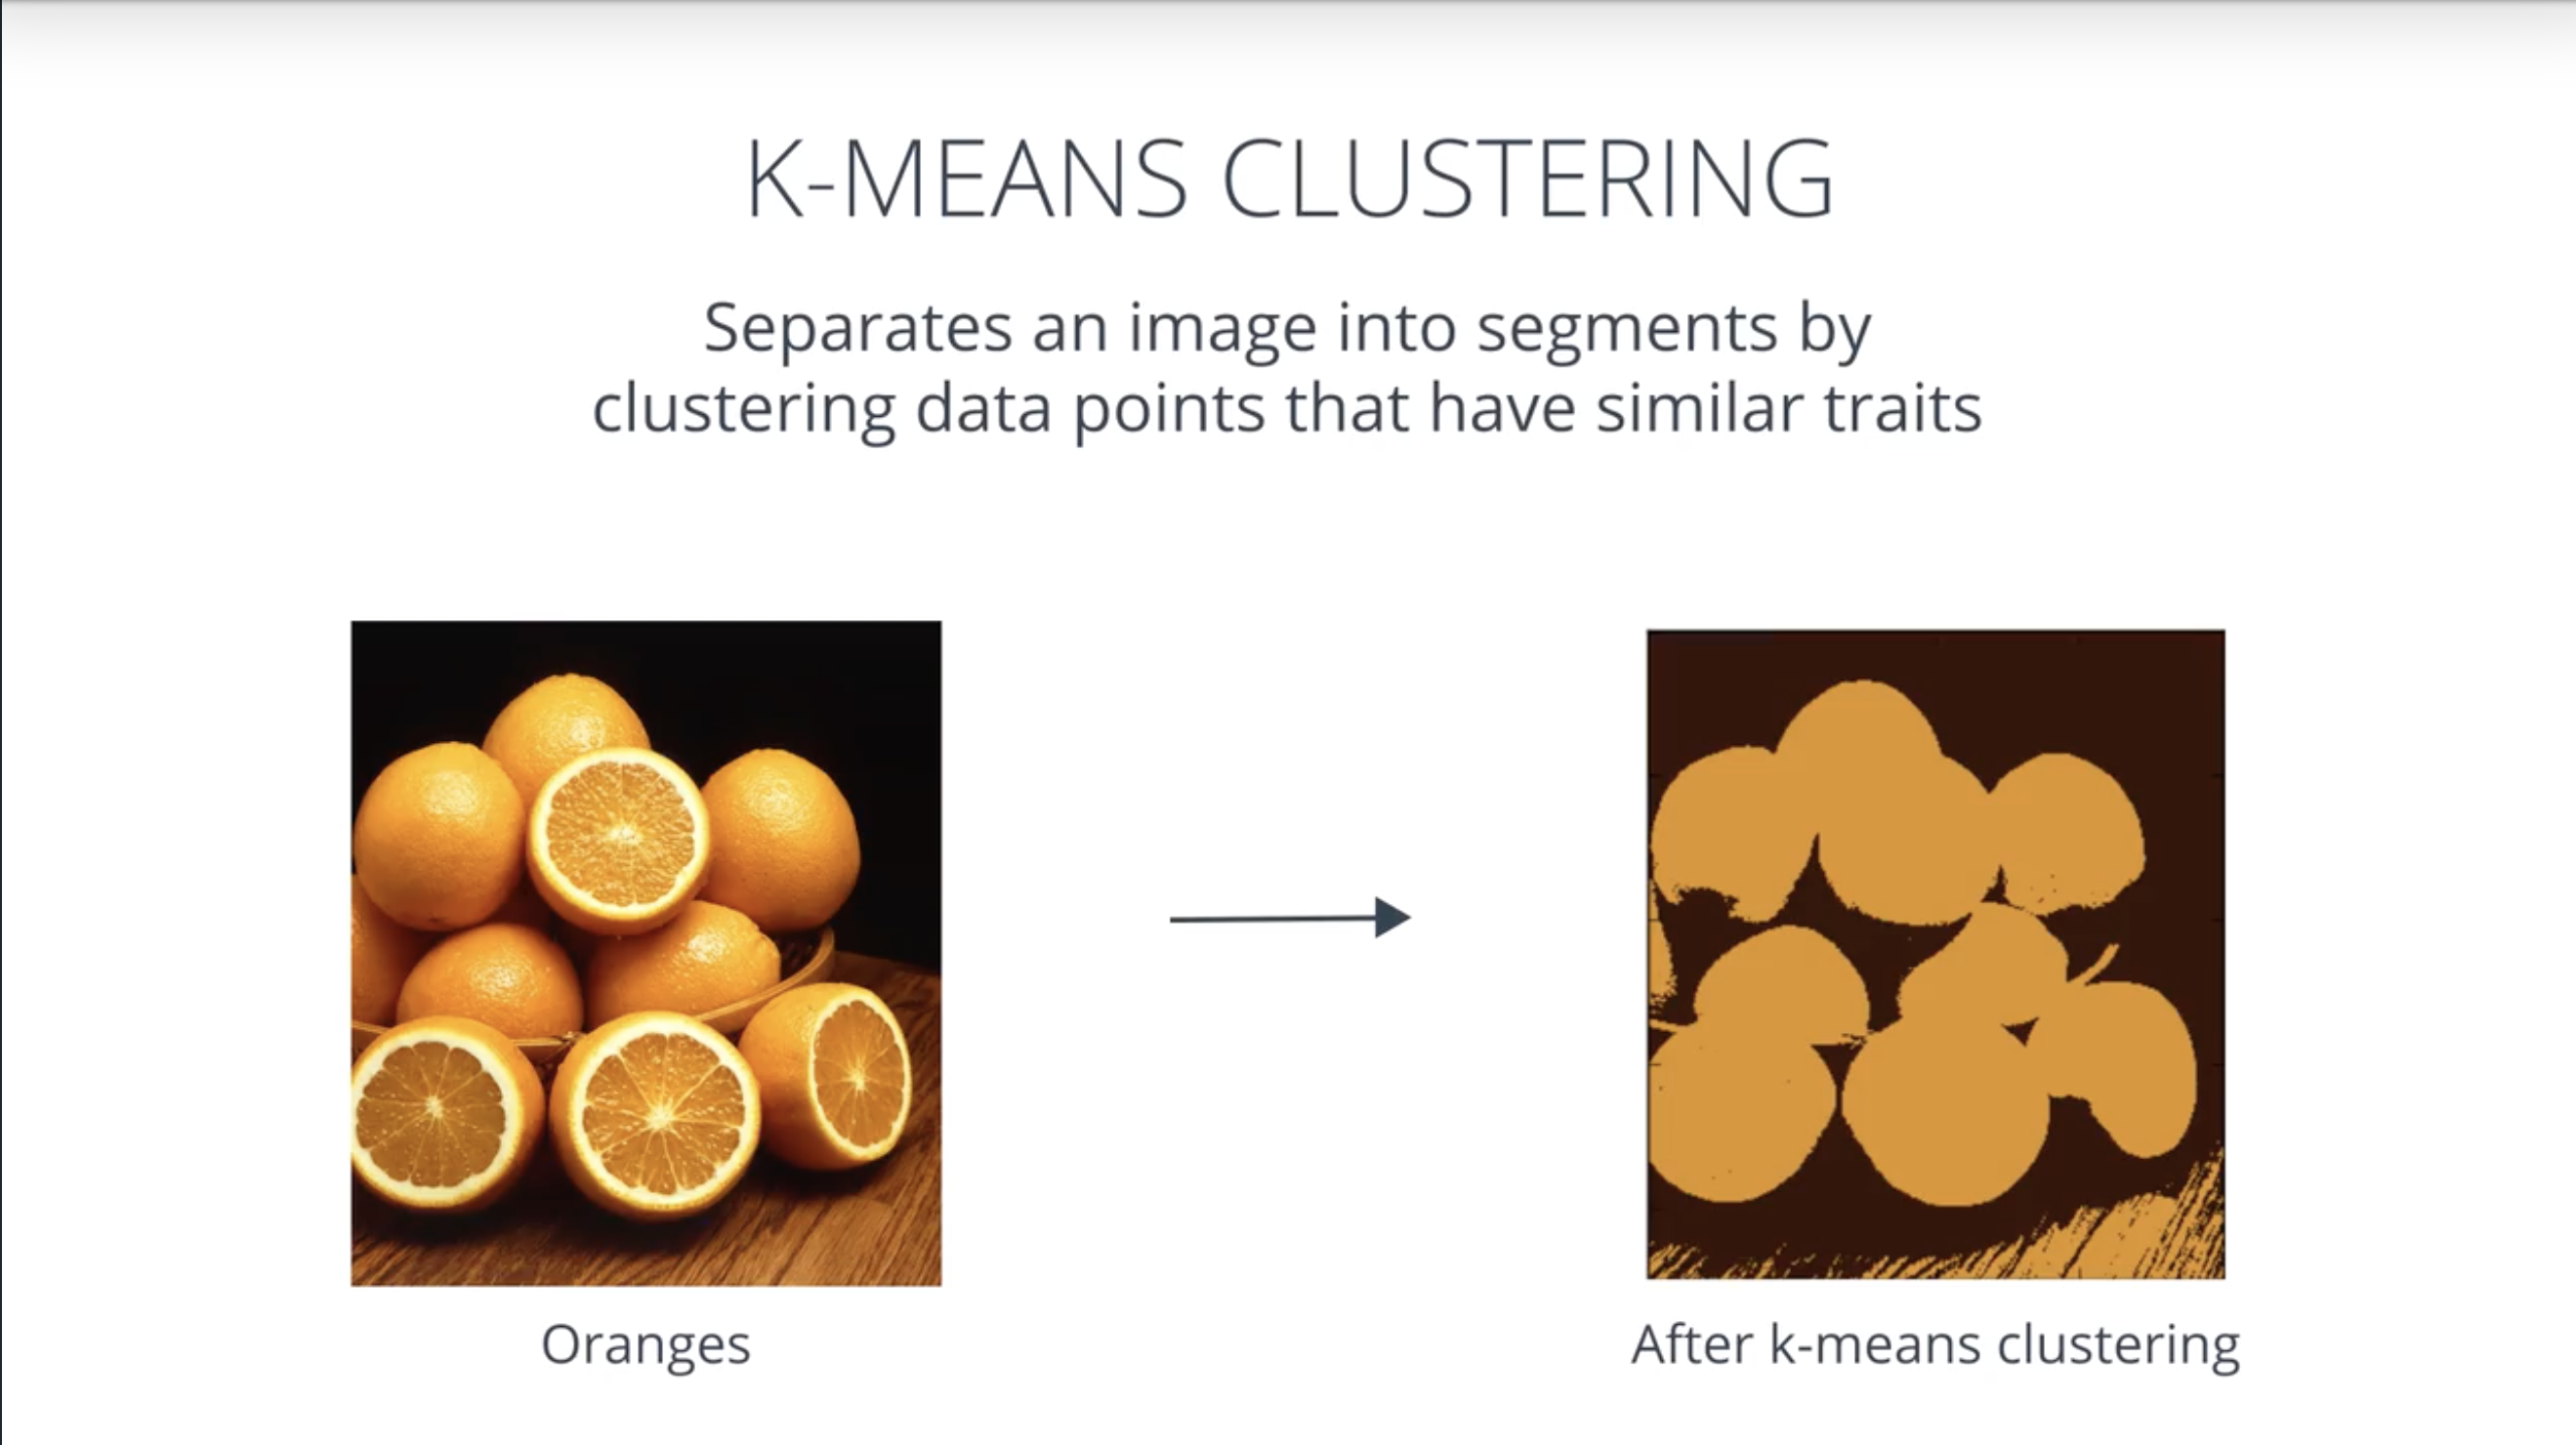 K-MEANS CLUSTERING
Separates an image into segments by
clustering data points that have similar traits
Oranges
After k-means clustering